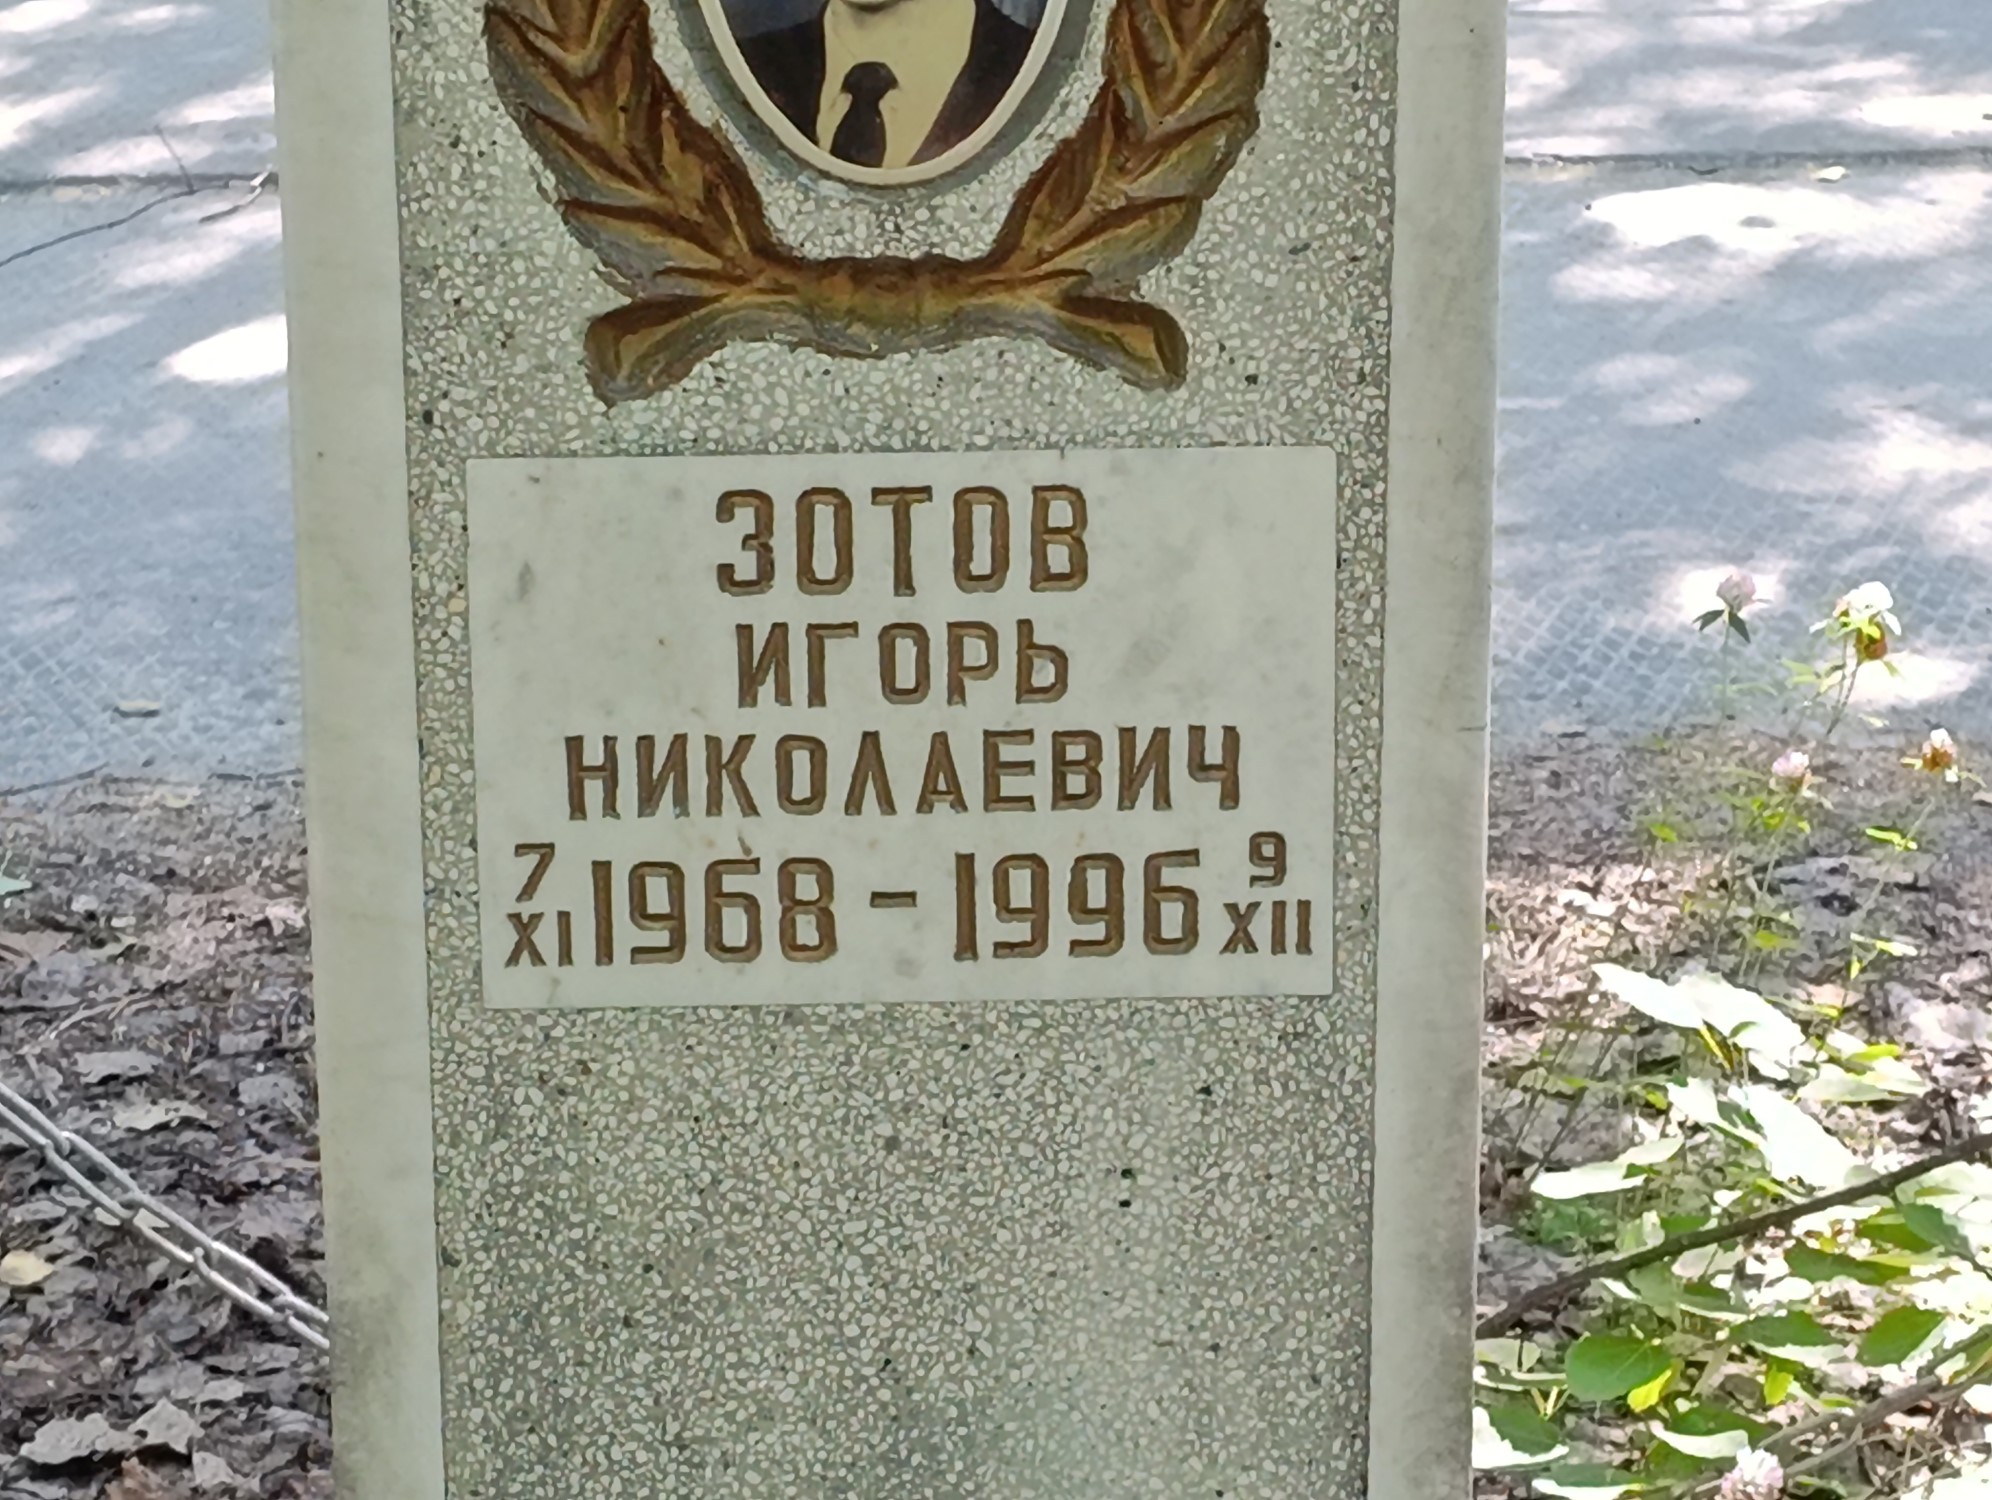 ЗОТОВ
ИГОРЬ
НИКОЛАЕВИЧ
7 XI 1968 - 1996 9 XII